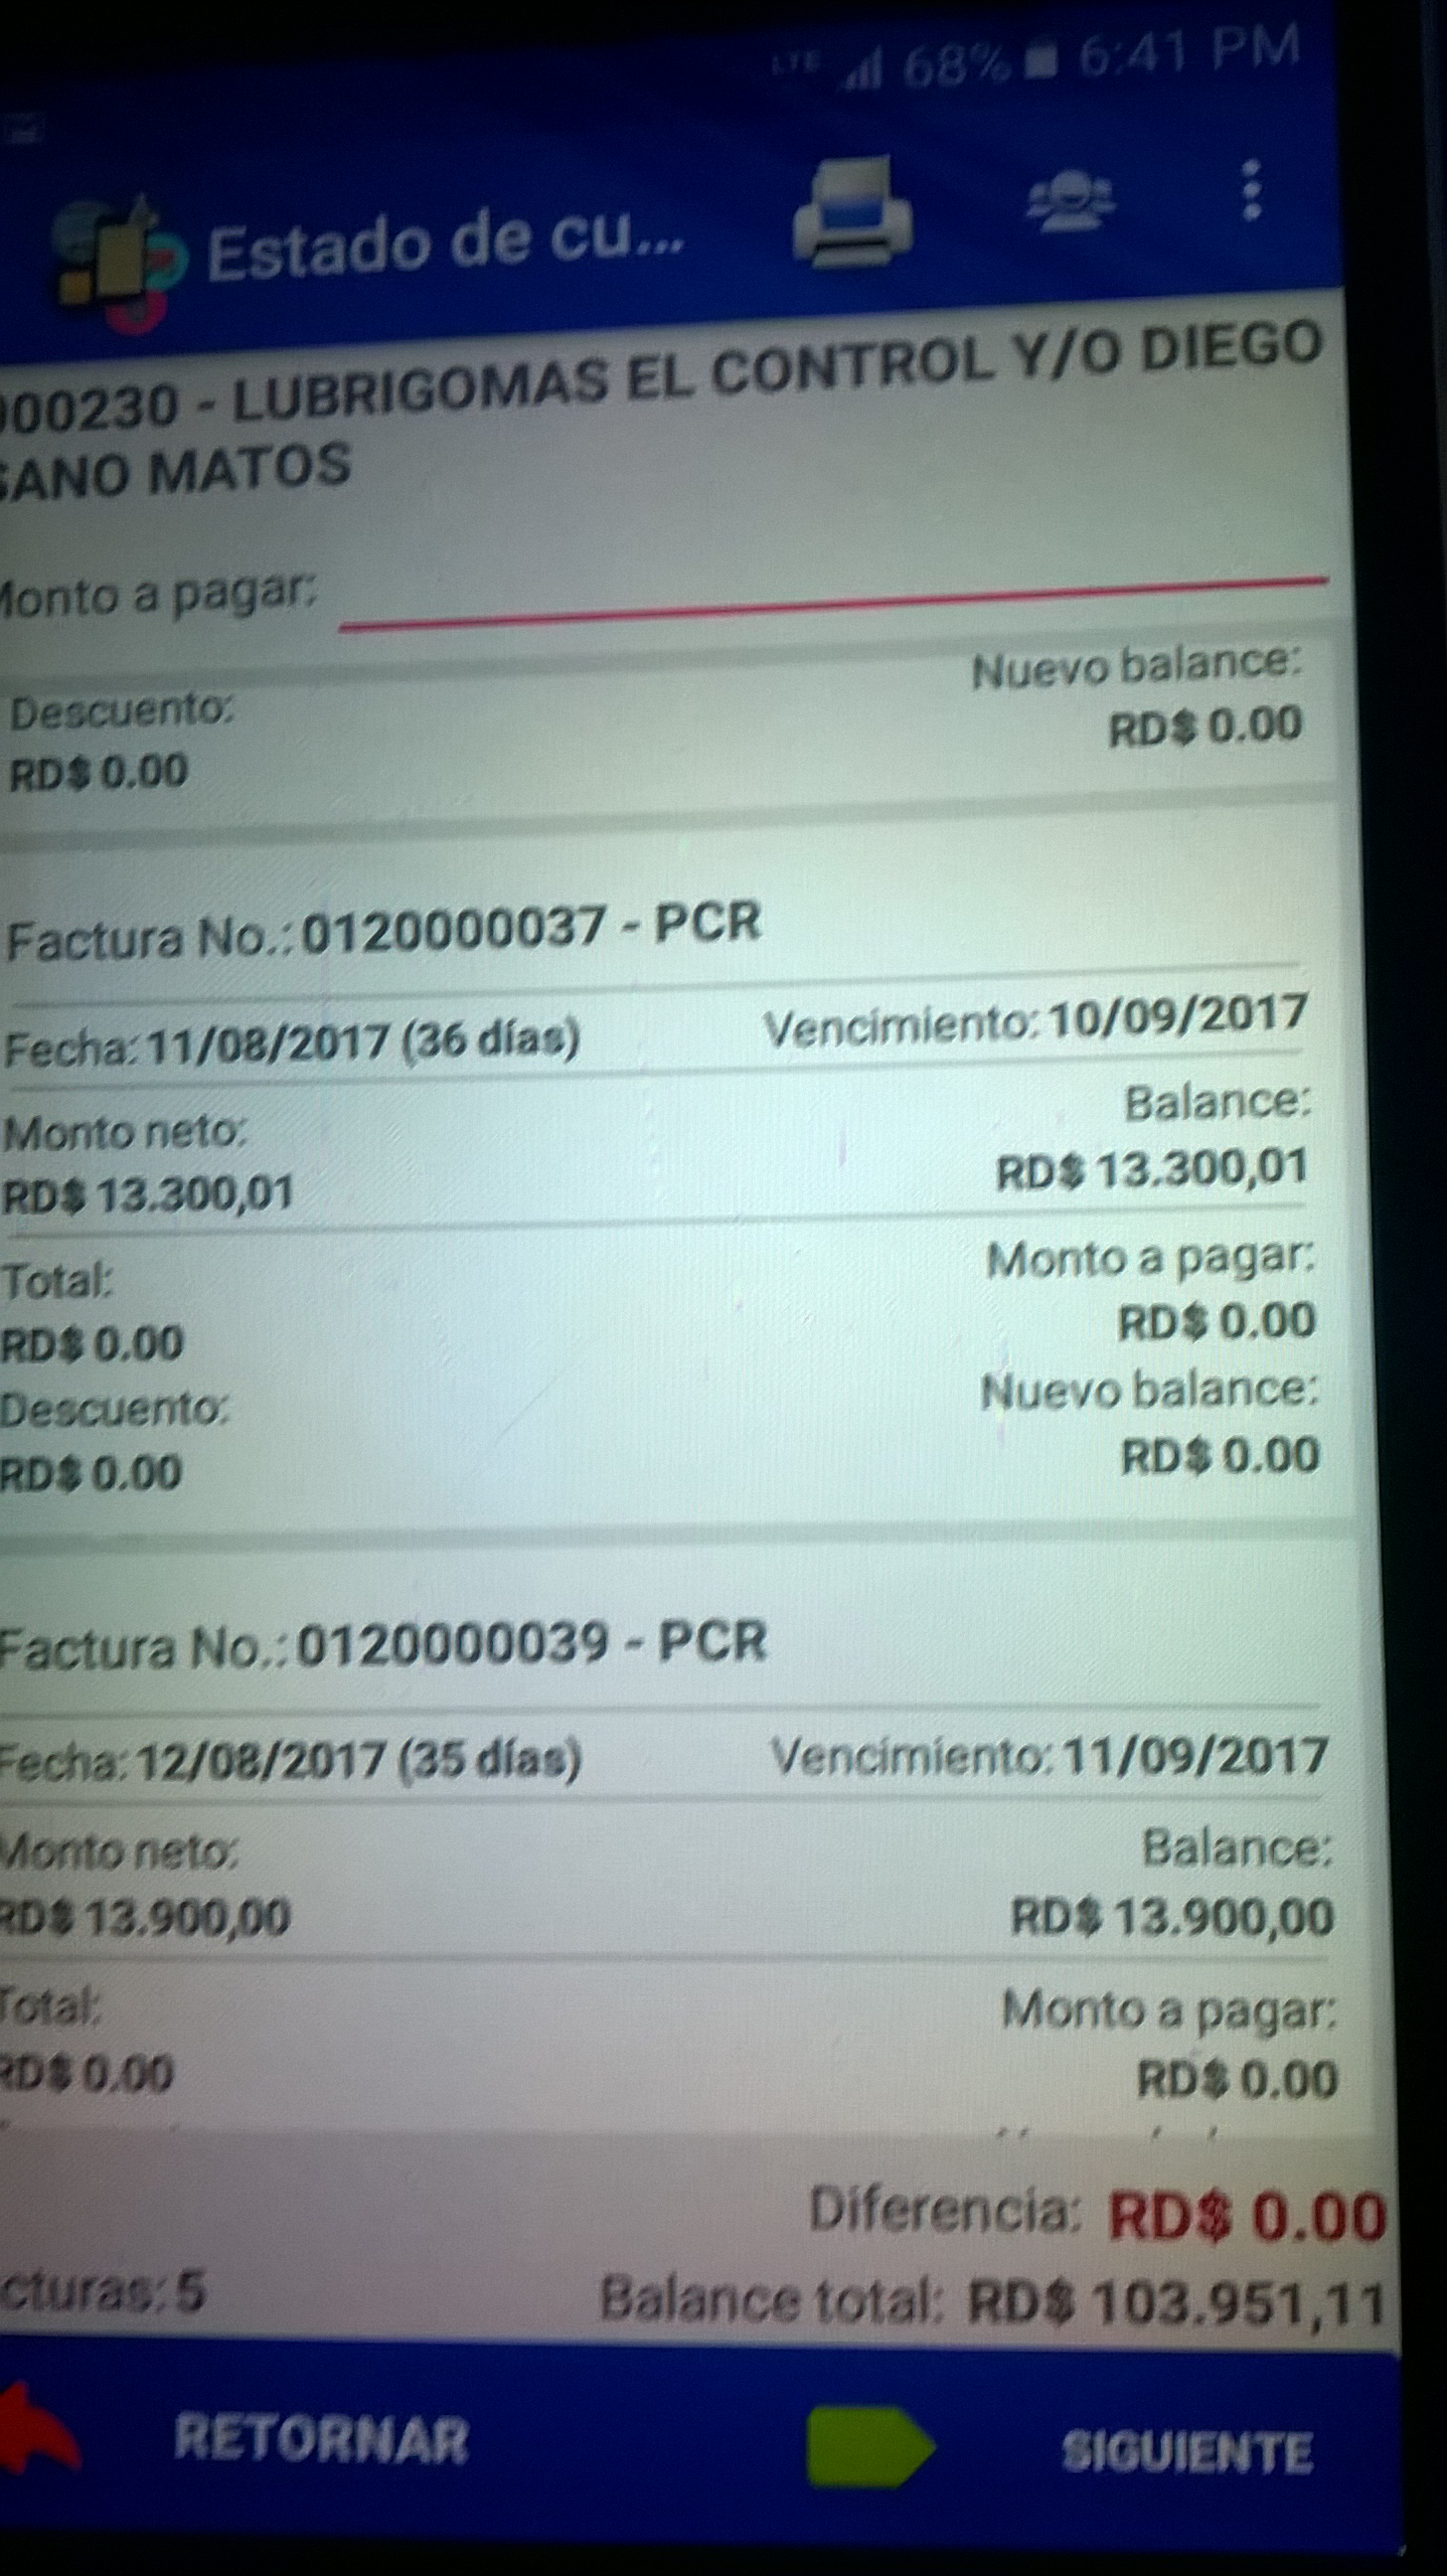 LTE 68% 6:41 PM
Estado de cu...
000230 - LUBRIGOMAS EL CONTROL Y/O DIEGO
SANO MATOS
Monto a pagar:
Descuento: Nuevo balance:
RD$ 0.00 RD$ 0.00
Factura No.: 0120000037 - PCR
Fecha: 11/08/2017 (36 días) Vencimiento: 10/09/2017
Monto neto: Balance:
RD$ 13.300,01 RD$ 13.300,01
Total: Monto a pagar:
RD$ 0.00 RD$ 0.00
Descuento: Nuevo balance:
RD$ 0.00 RD$ 0.00
Factura No.: 0120000039 - PCR
Fecha: 12/08/2017 (35 días) Vencimiento: 11/09/2017
Monto neto: Balance:
RD$ 13.900,00 RD$ 13.900,00
Total: Monto a pagar:
RD$ 0.00 RD$ 0.00
Diferencia: RD$ 0.00
cturas: 5 Balance total: RD$ 103.951,11
RETORNAR SIGUIENTE